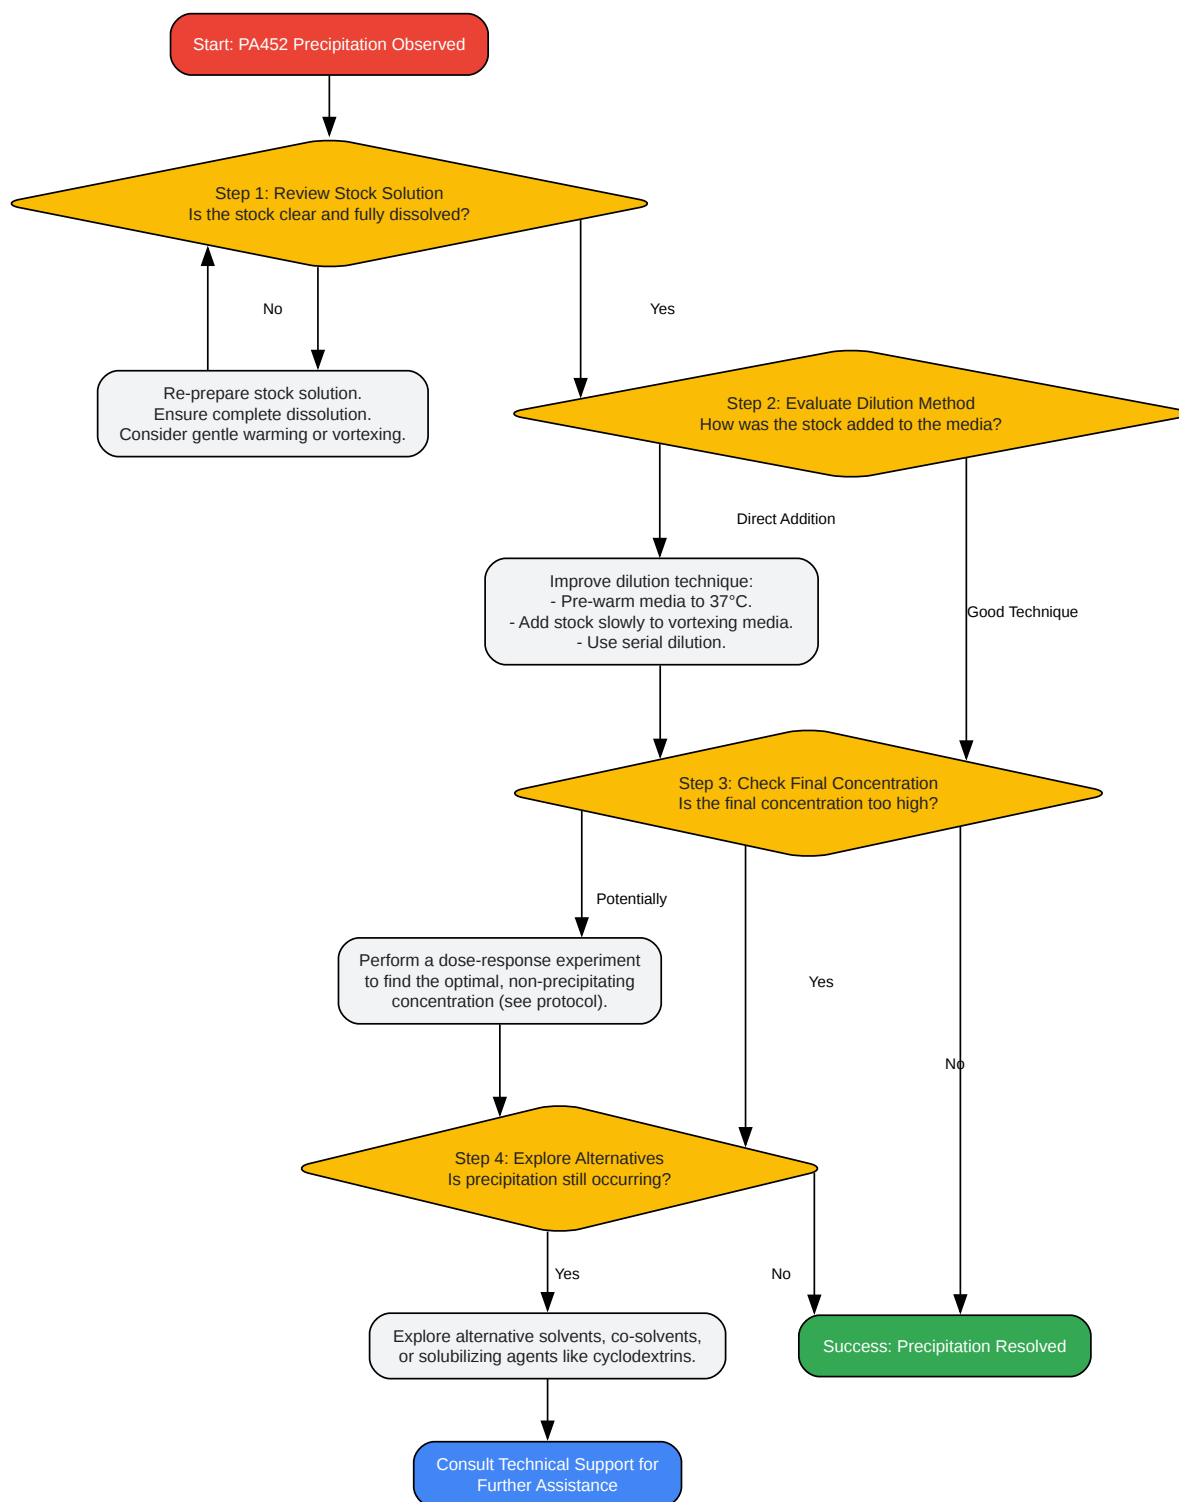 Start: PA452 Precipitation Observed
Step 1: Review Stock Solution
Is the stock clear and fully dissolved?
No
Yes
Re-prepare stock solution.
Ensure complete dissolution.
Consider gentle warming or vortexing.
Step 2: Evaluate Dilution Method
How was the stock added to the media?
Direct Addition
Improve dilution technique:
- Pre-warm media to 37°C.
- Add stock slowly to vortexing media.
- Use serial dilution.
Good Technique
Step 3: Check Final Concentration
Is the final concentration too high?
Potentially
Perform a dose-response experiment
to find the optimal, non-precipitating
concentration (see protocol).
Yes
No
Step 4: Explore Alternatives
Is precipitation still occurring?
Yes
No
Explore alternative solvents, co-solvents,
or solubilizing agents like cyclodextrins.
Success: Precipitation Resolved
Consult Technical Support for
Further Assistance